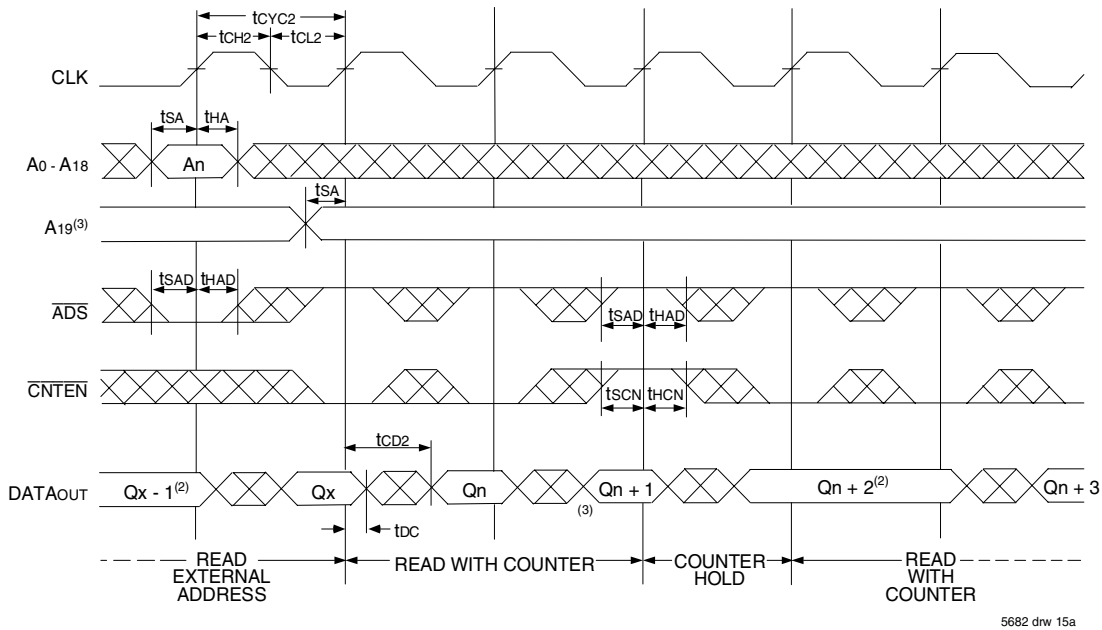 tCYC2
tCH2 tCL2
CLK
tSA tHA
A0 - A18 An
tSA
A19(3)
tSAD tHAD
ADS
tSAD tHAD
CNTEN
tSCN tHCN
tCD2
DATAOUT Qx - 1(2) Qx Qn Qn + 1 Qn + 2(2) Qn + 3
(3)
tDC
READ EXTERNAL ADDRESS
READ WITH COUNTER
COUNTER HOLD
READ WITH COUNTER
5682 drw 15a